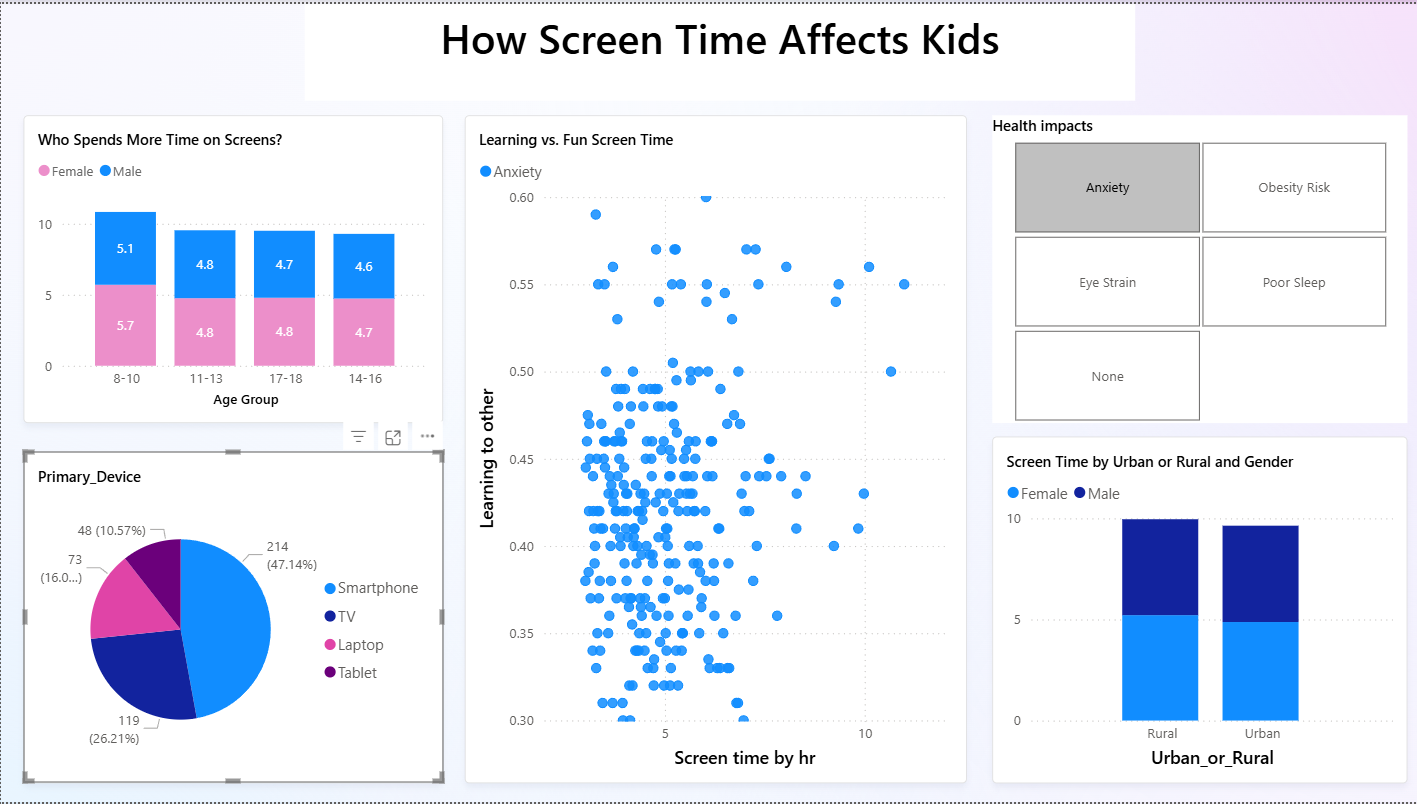 How Screen Time Affects Kids
Who Spends More Time on Screens?
Female Male
10
5
0
5.1
4.8
4.7
4.6
5.7
4.8
4.8
4.7
8-10
11-13
17-18
14-16
Age Group
Primary_Device
48 (10.57%)
73
(16.0...)
214
(47.14%)
119
(26.21%)
Smartphone
TV
Laptop
Tablet
Learning vs. Fun Screen Time
Anxiety
0.60
0.55
0.50
0.45
0.40
0.35
0.30
Learning to other
5
10
Screen time by hr
Health impacts
Anxiety
Obesity Risk
Eye Strain
Poor Sleep
None
Screen Time by Urban or Rural and Gender
Female Male
10
5
0
Rural
Urban
Urban_or_Rural